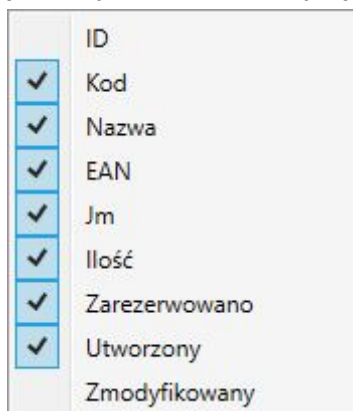 ID
Kod
Nazwa
EAN
Jm
Ilość
Zarezerwowano
Utworzony
Zmodyfikowany